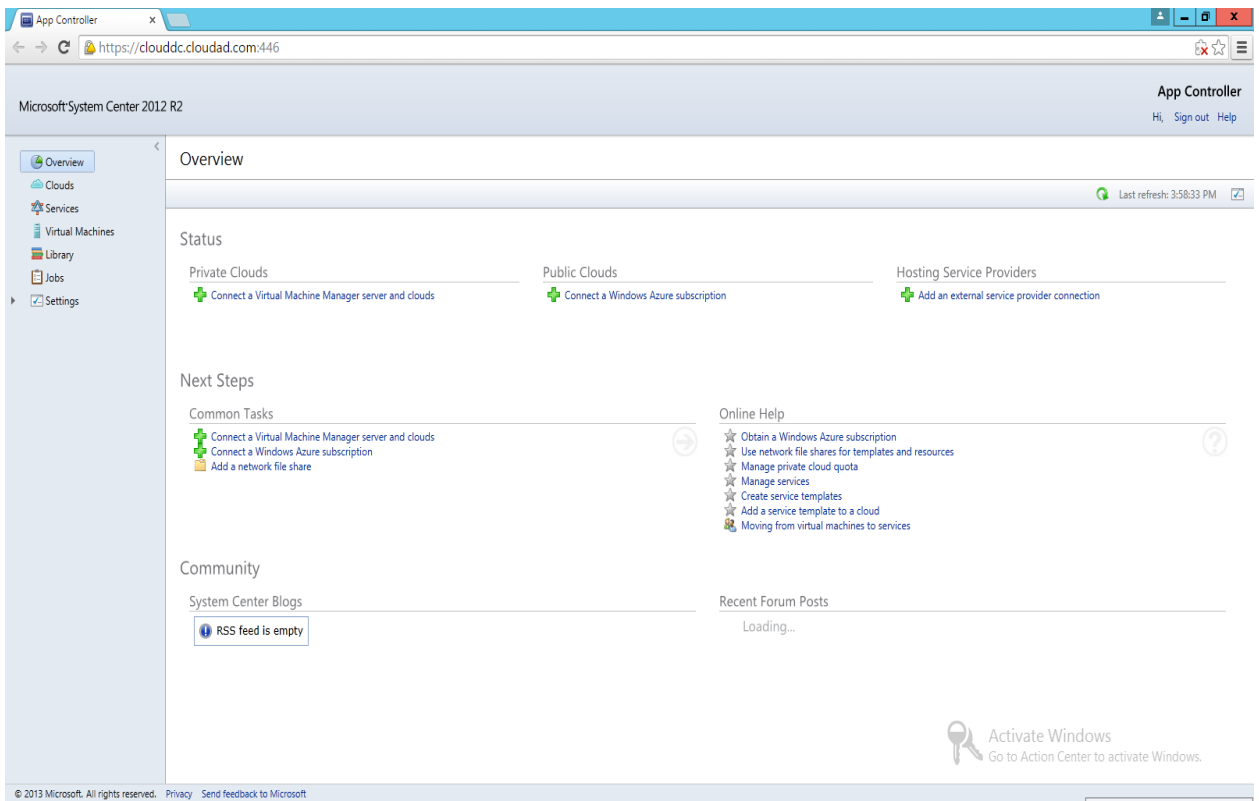 App Controller
https://clouddc.cloudad.com:446
Microsoft System Center 2012 R2
App Controller
Hi, Sign out Help
Overview
Clouds
Services
Virtual Machines
Library
Jobs
Settings
Overview
Last refresh: 3:58:33 PM
Status
Private Clouds
Connect a Virtual Machine Manager server and clouds
Public Clouds
Connect a Windows Azure subscription
Hosting Service Providers
Add an external service provider connection
Next Steps
Common Tasks
Connect a Virtual Machine Manager server and clouds
Connect a Windows Azure subscription
Add a network file share
Online Help
Obtain a Windows Azure subscription
Use network file shares for templates and resources
Manage private cloud quota
Manage services
Create service templates
Add a service template to a cloud
Moving from virtual machines to services
Community
System Center Blogs
RSS feed is empty
Recent Forum Posts
Loading...
Activate Windows
Go to Action Center to activate Windows.
© 2013 Microsoft. All rights reserved. Privacy Send feedback to Microsoft